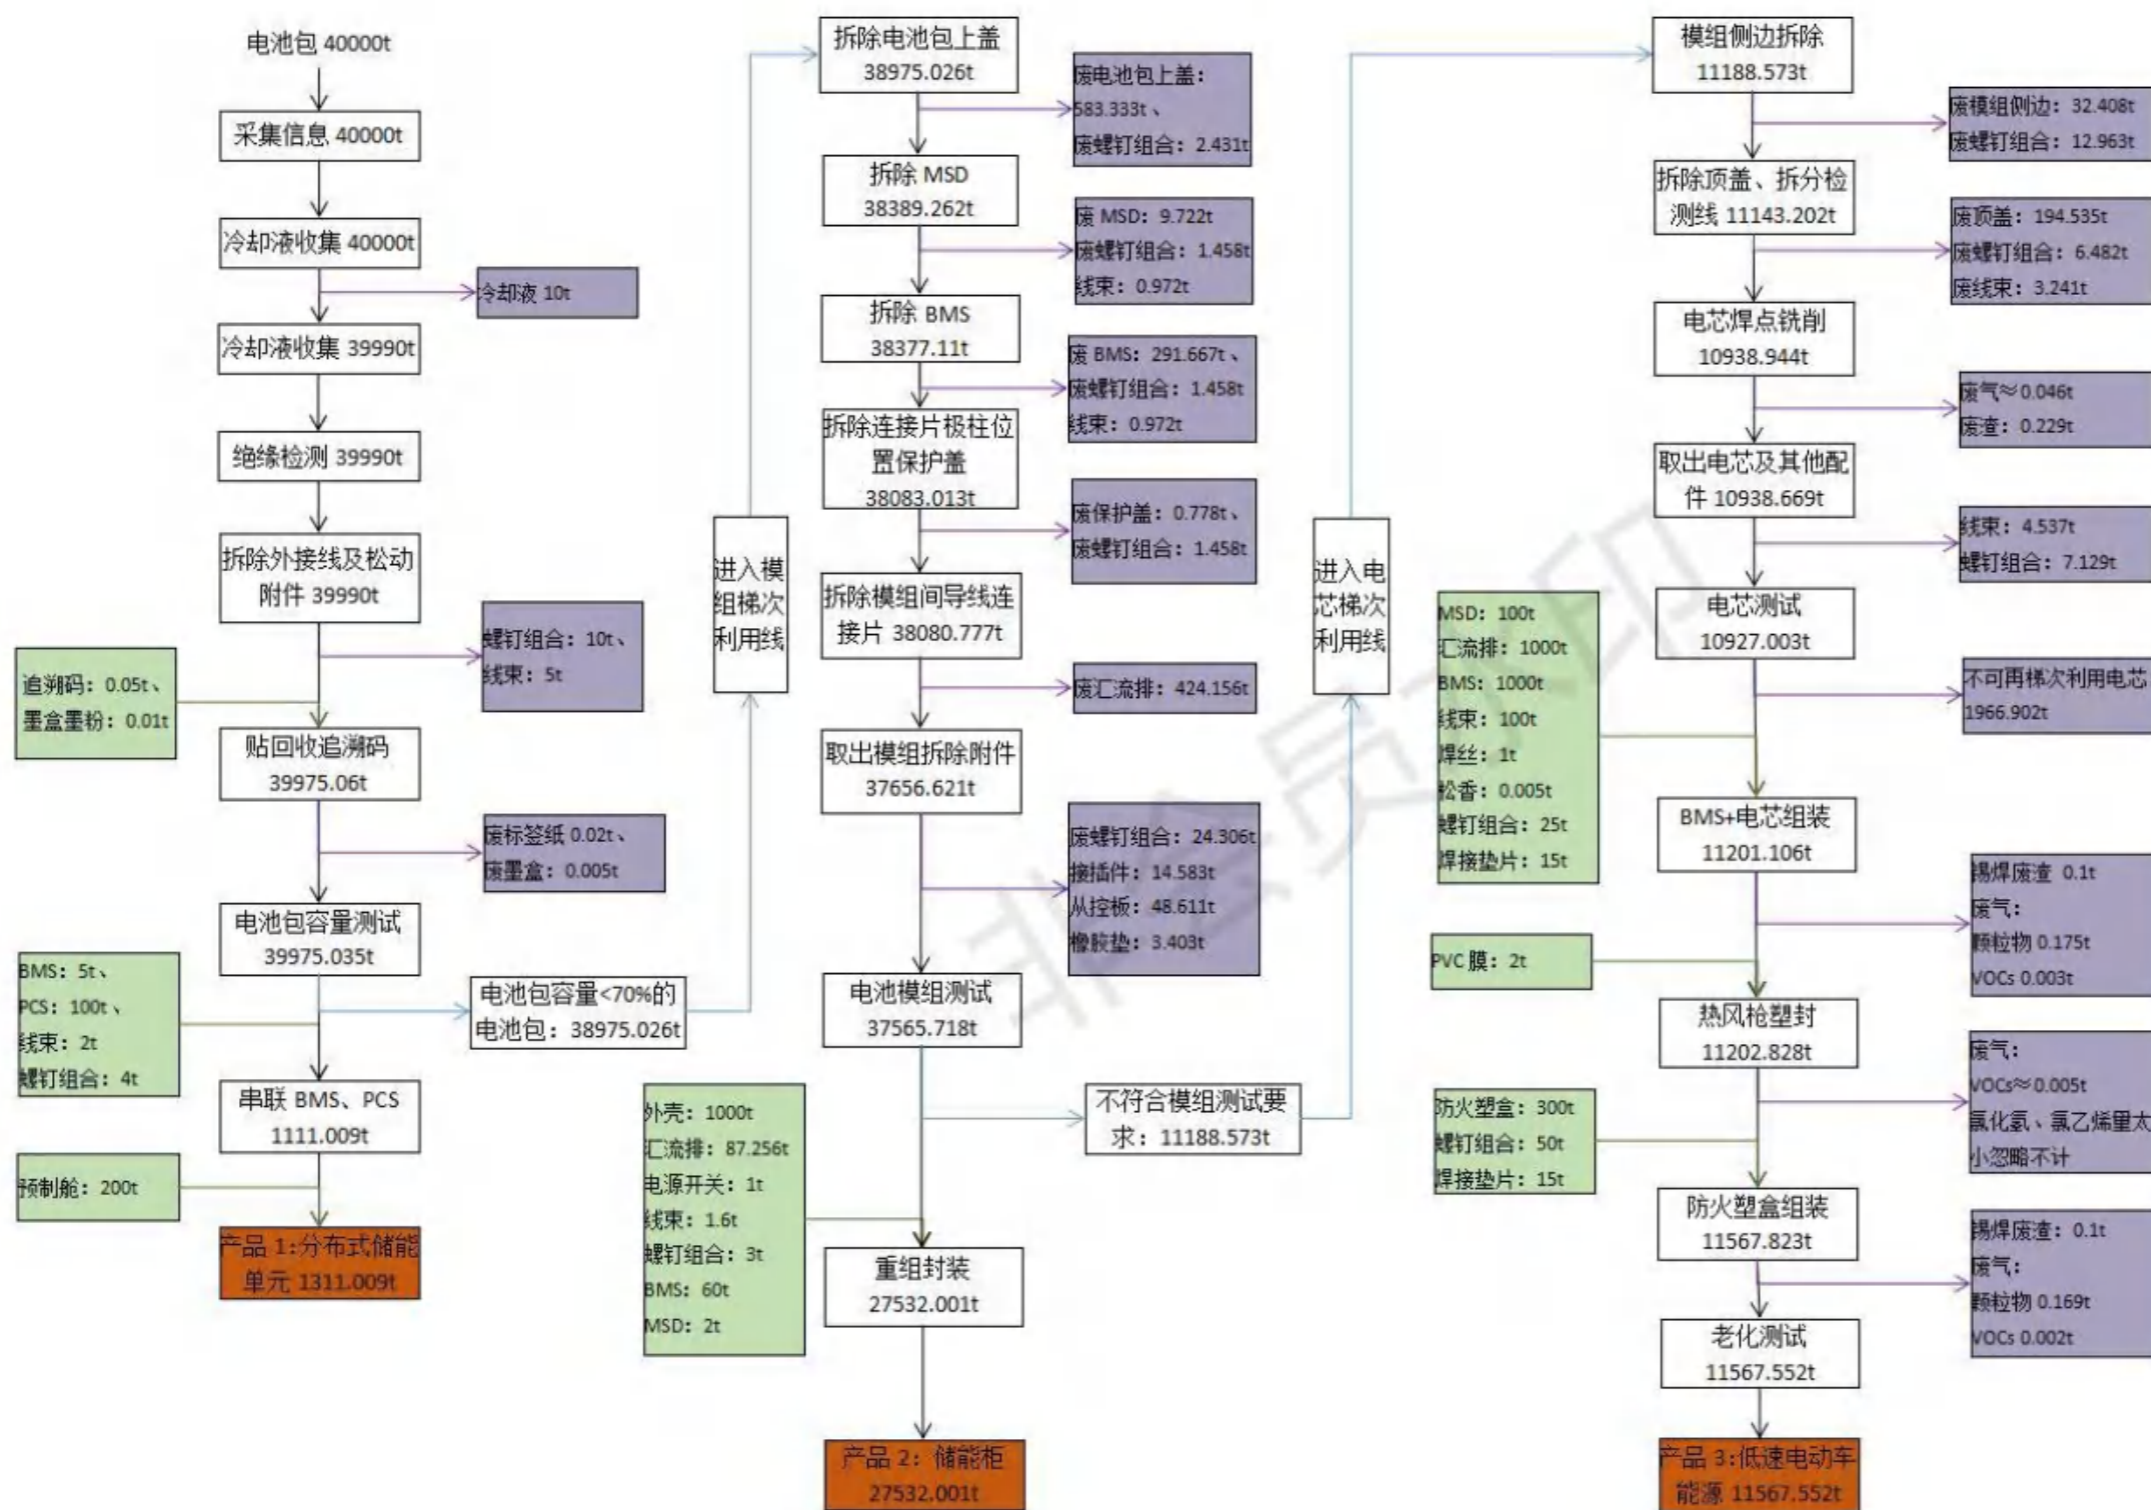 电池包 40000t
采集信息 40000t
冷却液收集 40000t
冷却液 10t
冷却液收集 39990t
绝缘检测 39990t
拆除外接线及松动
附件 39990t
螺钉组合：10t、
线束：5t
追溯码：0.05t、
墨盒墨粉：0.01t
贴回收追溯码
39975.06t
废标签纸 0.02t、
废墨盒：0.005t
电池包容量测试
39975.035t
BMS：5t、
PCS：100t、
线束：2t
螺钉组合：4t
电池包容量<70%的
电池包：38975.026t
串联 BMS、PCS
1111.009t
预制舱：200t
产品 1:分布式储能
单元 1311.009t
进入模
组梯次
利用线
拆除电池包上盖
38975.026t
废电池包上盖：
583.333t、
废螺钉组合：2.431t
拆除 MSD
38389.262t
废 MSD：9.722t
废螺钉组合：1.458t
线束：0.972t
拆除 BMS
38377.11t
废 BMS：291.667t、
废螺钉组合：1.458t
线束：0.972t
拆除连接片极柱位
置保护盖
38083.013t
废保护盖：0.778t、
废螺钉组合：1.458t
拆除模组间导线连
接片 38080.777t
废汇流排：424.156t
取出模组拆除附件
37656.621t
废螺钉组合：24.306t
接插件：14.583t
从控板：48.611t
橡胶垫：3.403t
电池模组测试
37565.718t
外壳：1000t
汇流排：87.256t
电源开关：1t
线束：1.6t
螺钉组合：3t
BMS：60t
MSD：2t
不符合模组测试要
求：11188.573t
重组封装
27532.001t
产品 2：储能柜
27532.001t
进入电
芯梯次
利用线
模组侧边拆除
11188.573t
废模组侧边：32.408t
废螺钉组合：12.963t
拆除顶盖、拆分检
测线 11143.202t
废顶盖：194.535t
废螺钉组合：6.482t
废线束：3.241t
电芯焊点铣削
10938.944t
废气≈0.046t
废渣：0.229t
取出电芯及其他配
件 10938.669t
线束：4.537t
螺钉组合：7.129t
电芯测试
10927.003t
不可再梯次利用电芯
1966.902t
MSD：100t
汇流排：1000t
BMS：1000t
线束：100t
焊丝：1t
松香：0.005t
螺钉组合：25t
焊接垫片：15t
BMS+电芯组装
11201.106t
锡焊废渣 0.1t
废气：
颗粒物 0.175t
VOCs 0.003t
PVC 膜：2t
热风枪塑封
11202.828t
废气：
VOCs≈0.005t
氯化氢、氯乙烯量太
小忽略不计
防火塑盒：300t
螺钉组合：50t
焊接垫片：15t
防火塑盒组装
11567.823t
锡焊废渣：0.1t
废气：
颗粒物 0.169t
VOCs 0.002t
老化测试
11567.552t
产品 3:低速电动车
能源 11567.552t
非会员水印